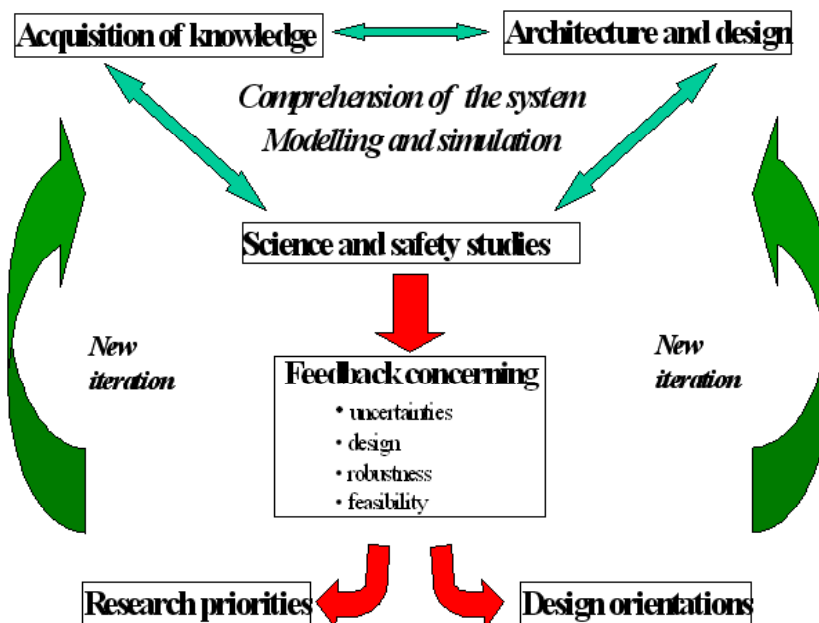 Acquisition of knowledge
Architecture and design
Comprehension of the system
Modelling and simulation
Science and safety studies
New
iteration
Feedback concerning
• uncertainties
• design
• robustness
• feasibility
New
iteration
Research priorities
Design orientations